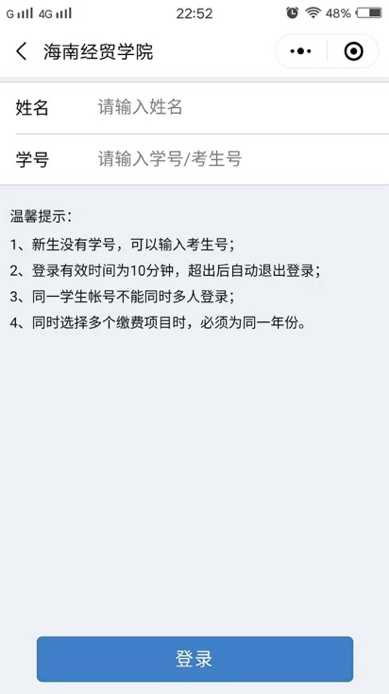 G 4G 22:52 48%
海南经贸学院
姓名 请输入姓名
学号 请输入学号/考生号
温馨提示：
1、新生没有学号，可以输入考生号；
2、登录有效时间为10分钟，超出后自动退出登录；
3、同一学生帐号不能同时多人登录；
4、同时选择多个缴费项目时，必须为同一年份。
登录